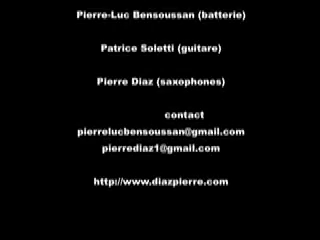 Pierre-Luc Bensoussan (batterie)
Patrice Soletti (guitare)
Pierre Diaz (saxophones)
contact
pierrelucbensoussan@gmail.com
pierrediaz1@gmail.com
http://www.diazpierre.com